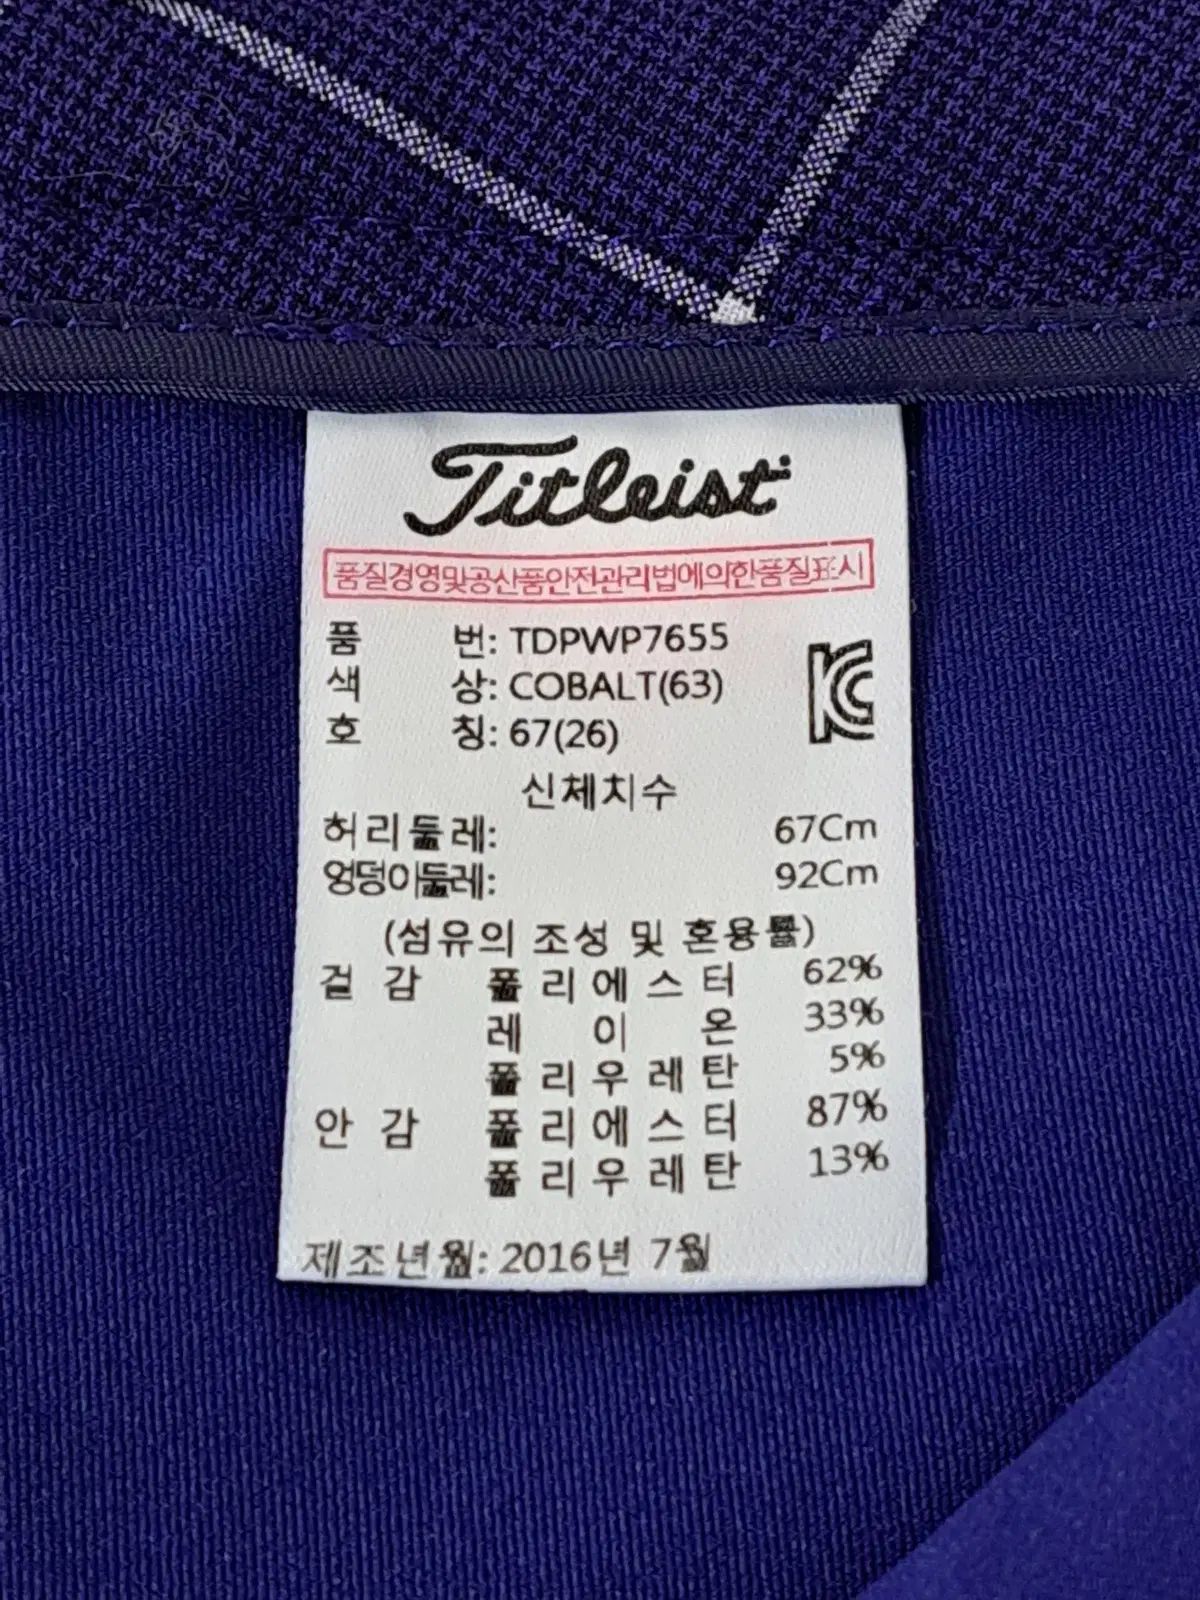 Titleist
품질경영및공산품안전관리법에의한품질표시
품 번: TDPWP7655
색 상: COBALT(63)
호 칭: 67(26)
신체치수
허리둘레: 67Cm
엉덩이둘레: 92Cm
(섬유의 조성 및 혼용률)
겉감 폴리에스터 62%
레이온 33%
폴리우레탄 5%
안감 폴리에스터 87%
폴리우레탄 13%
제조년월: 2016년 7월